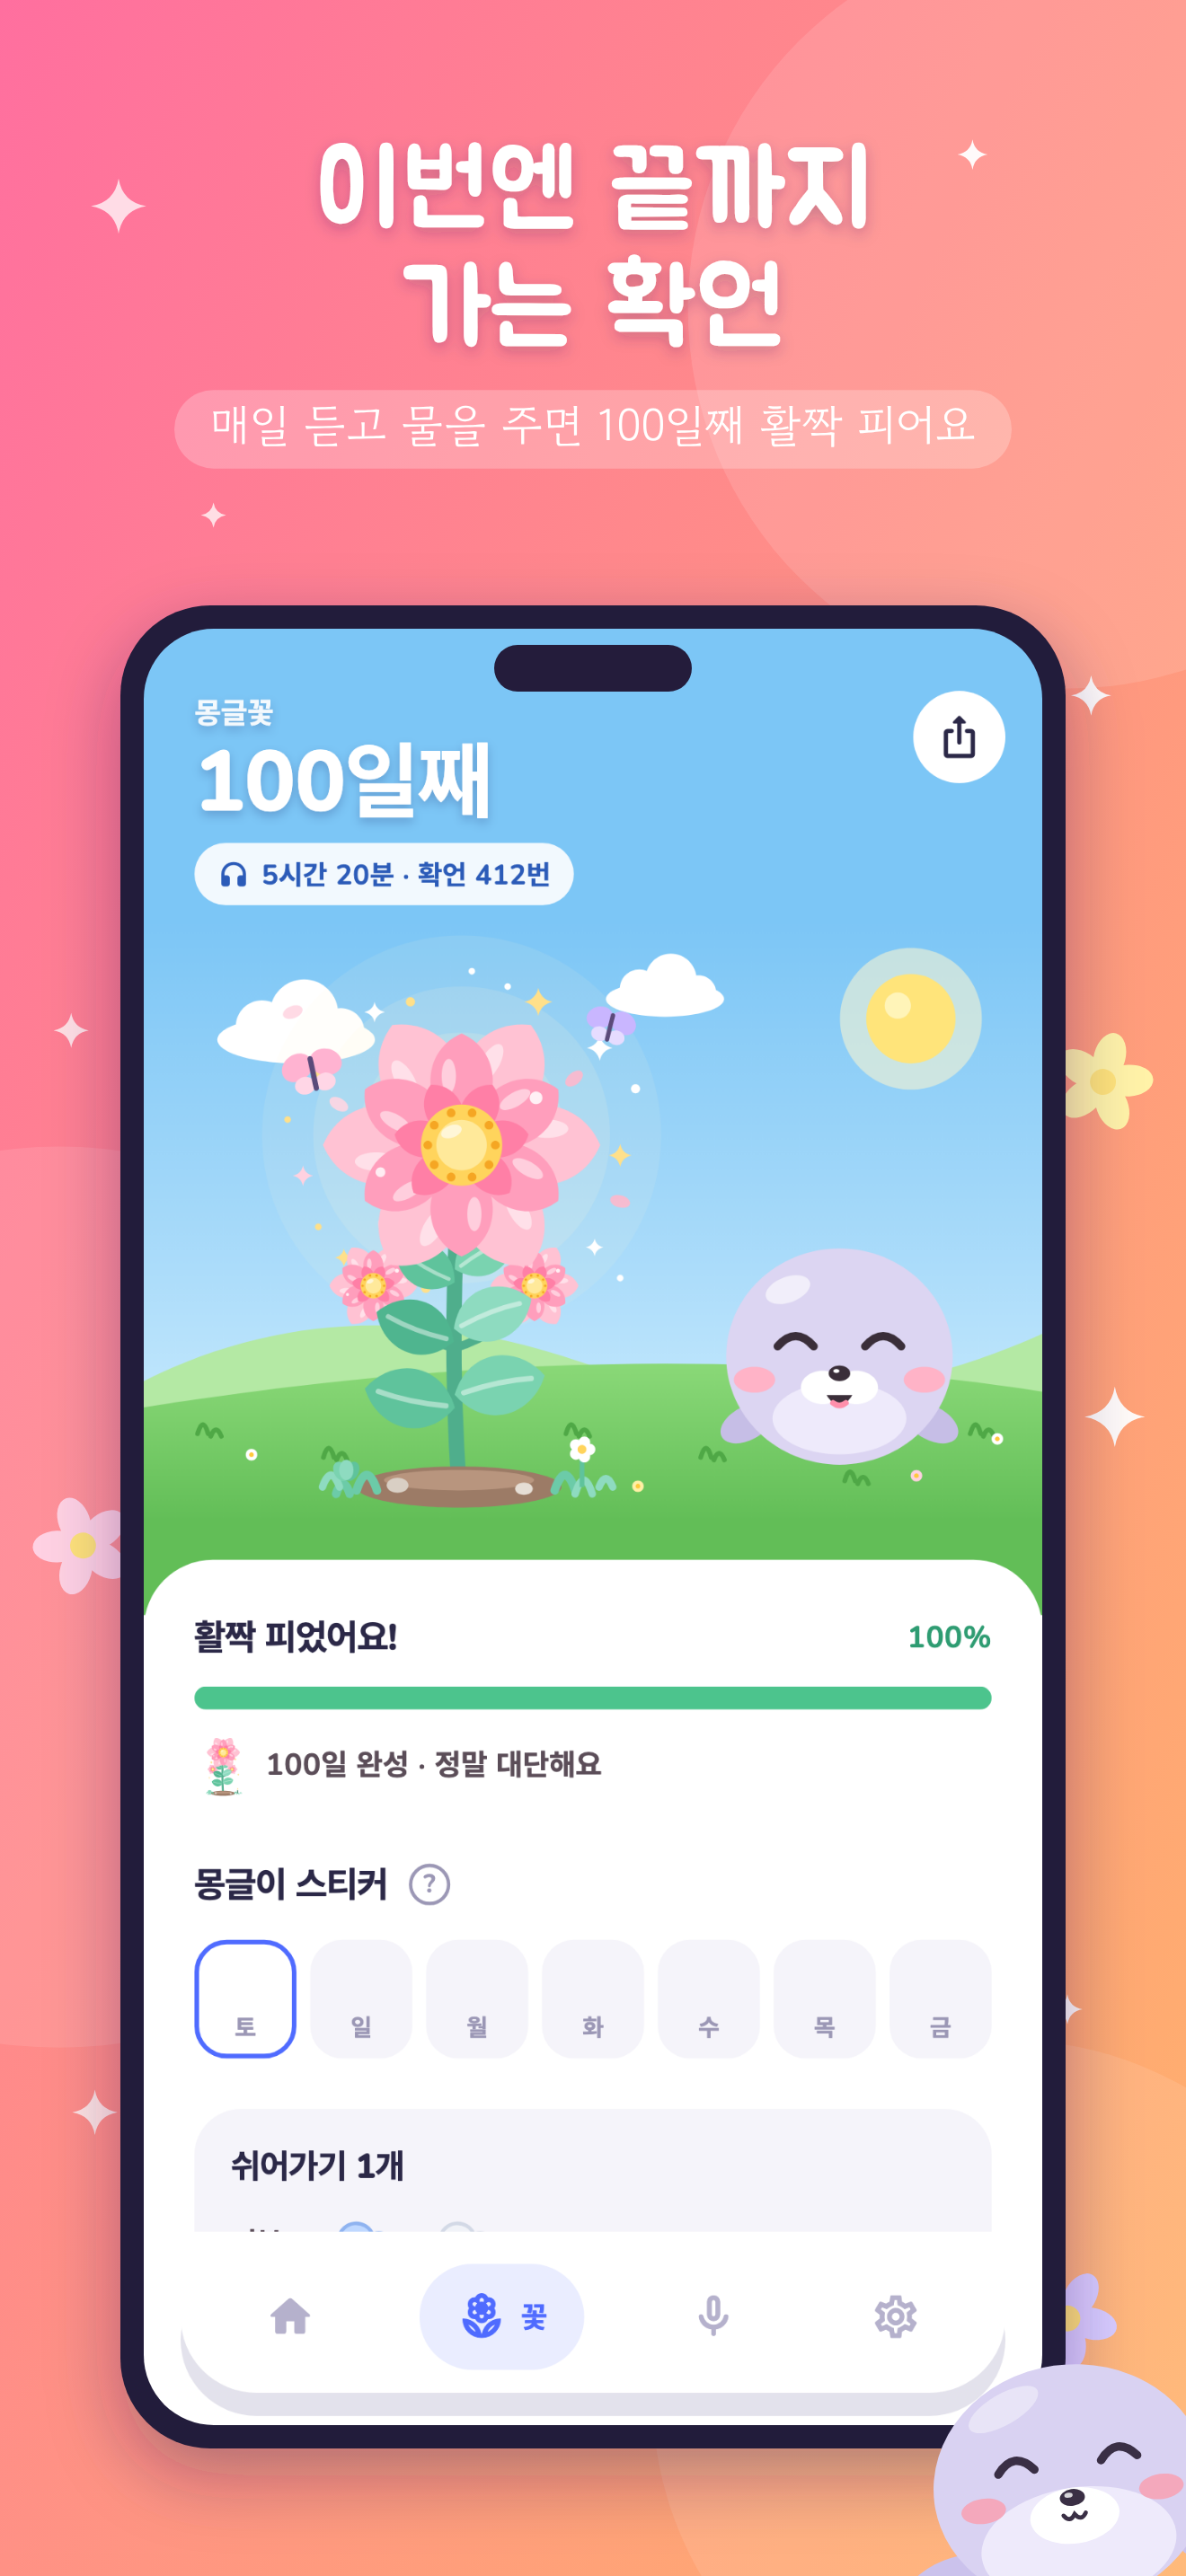 이번엔 끝까지
가는 확언
매일 듣고 물을 주면 100일째 활짝 피어요
몽글꽃
100일째
5시간 20분 · 확언 412번
활짝 피었어요!
100%
100일 완성 · 정말 대단해요
몽글이 스티커 ?
토 일 월 화 수 목 금
쉬어가기 1개
꽃